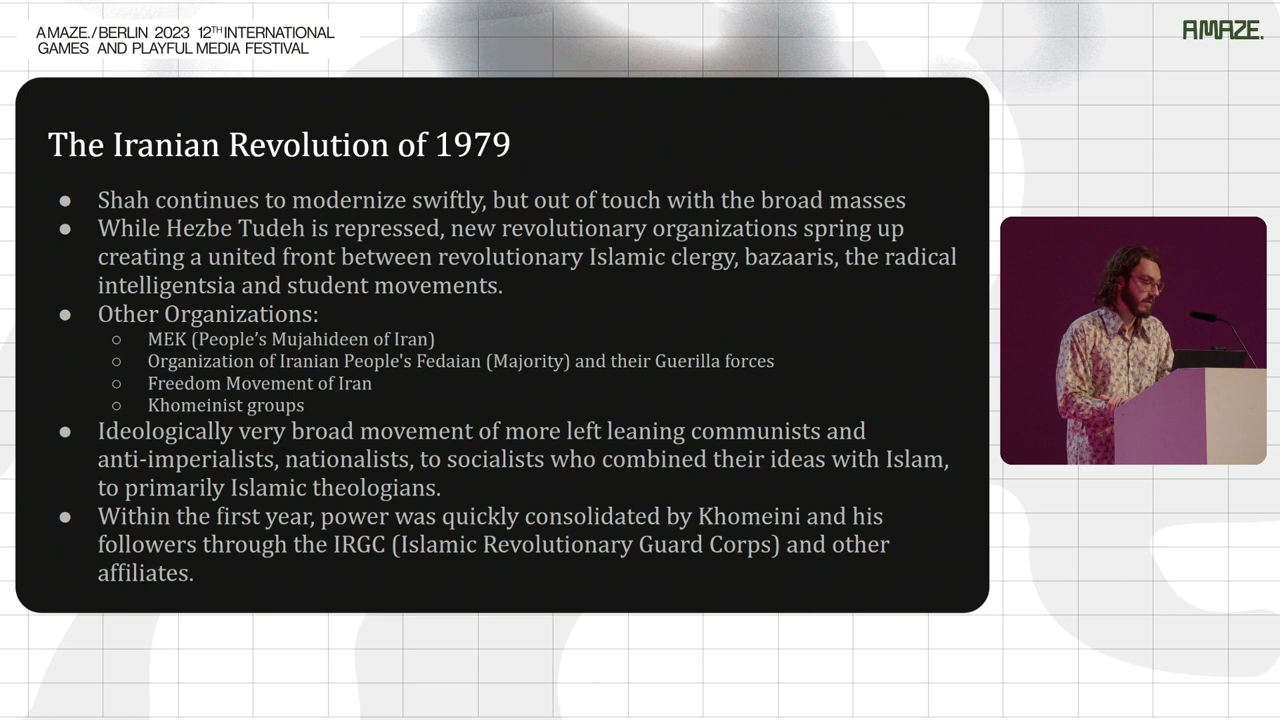 A MAZE. / BERLIN 2023 12TH INTERNATIONAL
GAMES AND PLAYFUL MEDIA FESTIVAL
A MAZE.
The Iranian Revolution of 1979
● Shah continues to modernize swiftly, but out of touch with the broad masses
● While Hezbe Tudeh is repressed, new revolutionary organizations spring up
creating a united front between revolutionary Islamic clergy, bazaaris, the radical
intelligentsia and student movements.
● Other Organizations:
○ MEK (People’s Mujahideen of Iran)
○ Organization of Iranian People's Fedaian (Majority) and their Guerilla forces
○ Freedom Movement of Iran
○ Khomeinist groups
● Ideologically very broad movement of more left leaning communists and
anti-imperialists, nationalists, to socialists who combined their ideas with Islam,
to primarily Islamic theologians.
● Within the first year, power was quickly consolidated by Khomeini and his
followers through the IRGC (Islamic Revolutionary Guard Corps) and other
affiliates.